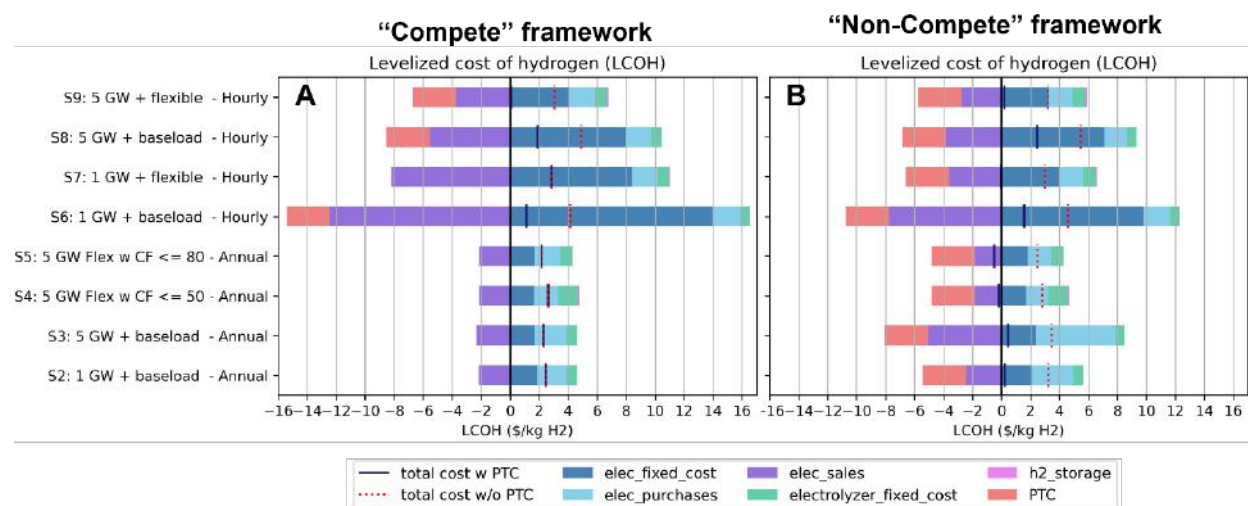 “Compete” framework
“Non-Compete” framework
Levelized cost of hydrogen (LCOH)
Levelized cost of hydrogen (LCOH)
A
B
S9: 5 GW + flexible - Hourly
S8: 5 GW + baseload - Hourly
S7: 1 GW + flexible - Hourly
S6: 1 GW + baseload - Hourly
S5: 5 GW Flex w CF <= 80 - Annual
S4: 5 GW Flex w CF <= 50 - Annual
S3: 5 GW + baseload - Annual
S2: 1 GW + baseload - Annual
−16 −14 −12 −10 −8 −6 −4 −2 0 2 4 6 8 10 12 14 16
−16 −14 −12 −10 −8 −6 −4 −2 0 2 4 6 8 10 12 14 16
LCOH ($/kg H2)
LCOH ($/kg H2)
total cost w PTC
elec_fixed_cost
elec_sales
h2_storage
total cost w/o PTC
elec_purchases
electrolyzer_fixed_cost
PTC